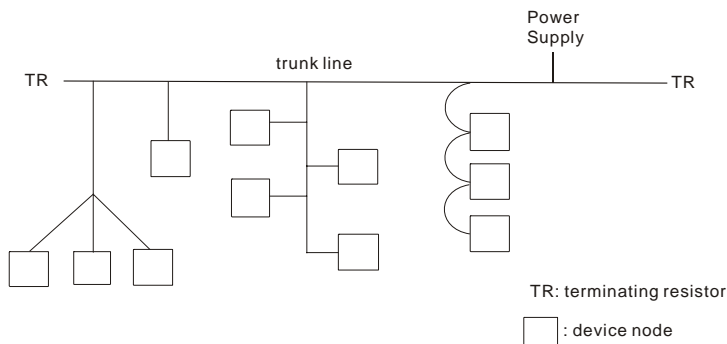 Power
Supply
trunk line
TR
TR
TR: terminating resistor
: device node